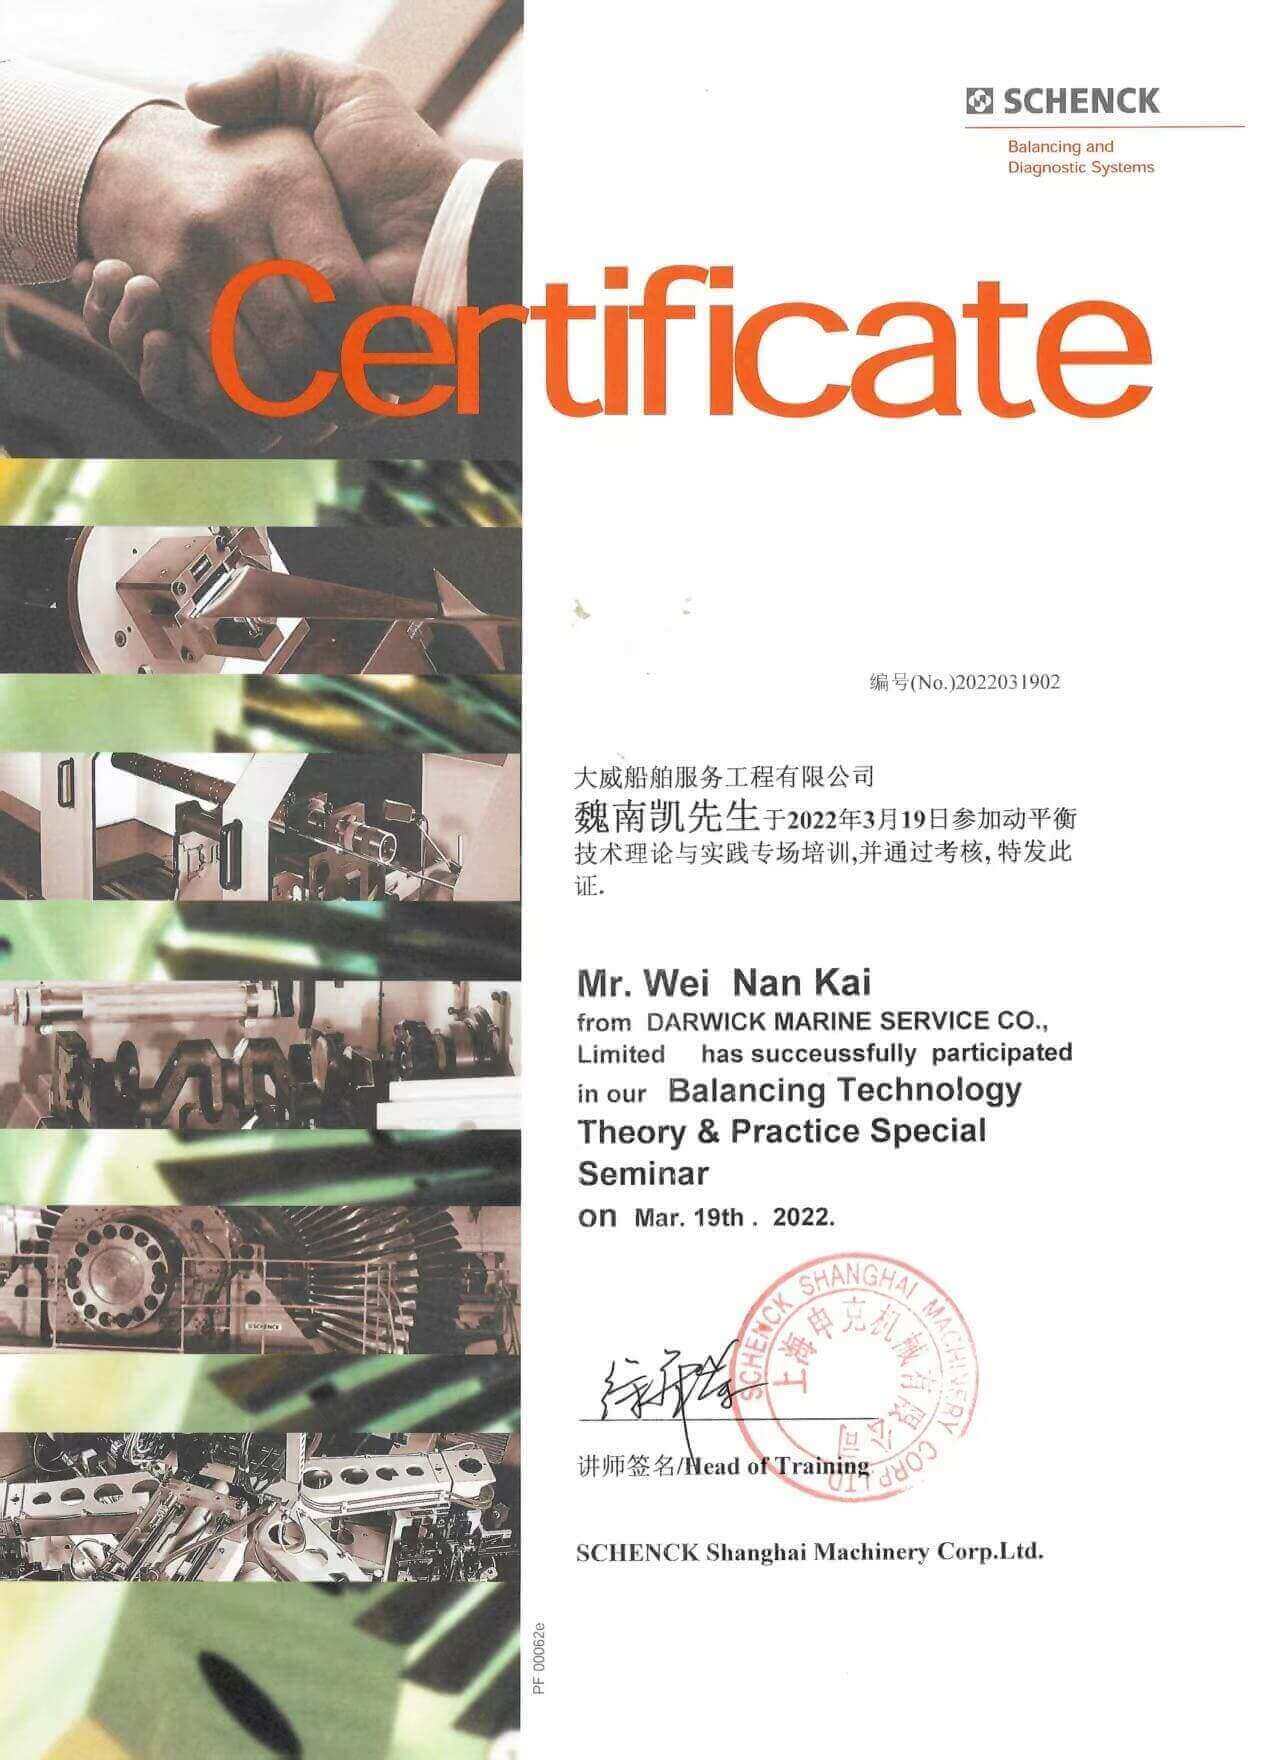 SCHENCK
Balancing and
Diagnostic Systems
Certificate
编号(No.)2022031902
大威船舶服务工程有限公司
魏南凯先生于2022年3月19日参加动平衡
技术理论与实践专场培训,并通过考核,特发此
证.
Mr. Wei Nan Kai
from DARWICK MARINE SERVICE CO.,
Limited has succeussfully participated
in our Balancing Technology
Theory & Practice Special
Seminar
on Mar. 19th . 2022.
SCHENCK SHANGHAI MACHINERY CORP.LTD
上海申克机械有限公司
讲师签名/Head of Training
SCHENCK Shanghai Machinery Corp.Ltd.
SCHENCK
PF 00062e